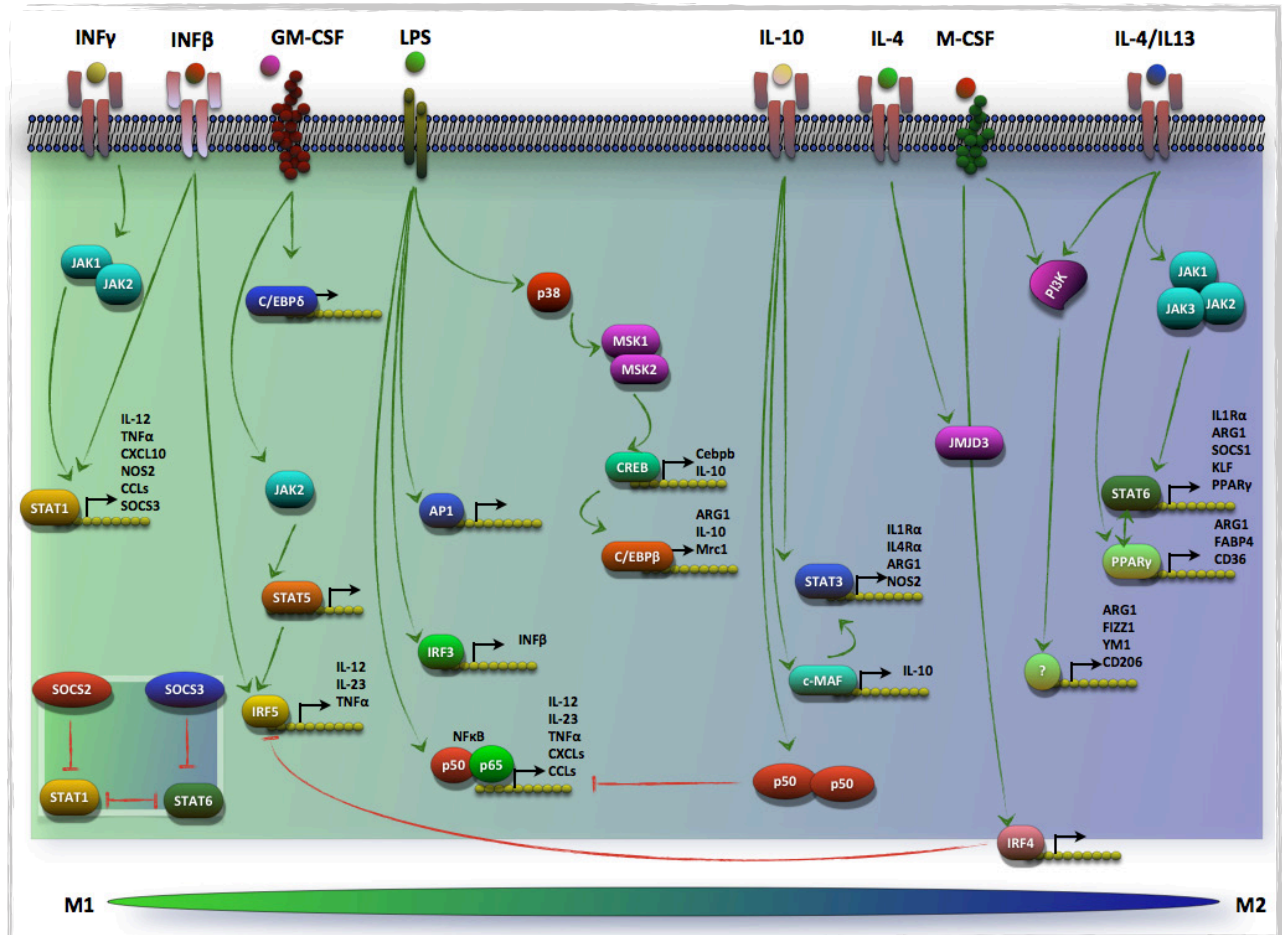 INFγ
INFβ
GM-CSF
LPS
IL-10
IL-4
M-CSF
IL-4/IL13
JAK1
JAK2
C/EBPδ
p38
MSK1
MSK2
PI3K
JAK1
JAK3
JAK2
IL-12
TNFα
CXCL10
NOS2
CCLs
SOCS3
STAT1
JAK2
AP1
CREB
Cebpb
IL-10
C/EBPβ
ARG1
IL-10
Mrc1
JMJD3
IL1Rα
ARG1
SOCS1
KLF
PPARγ
STAT6
ARG1
FABP4
CD36
PPARγ
STAT5
STAT3
IL1Rα
IL4Rα
ARG1
NOS2
IRF3
INFβ
c-MAF
IL-10
?
ARG1
FIZZ1
YM1
CD206
SOCS2
SOCS3
STAT1
STAT6
IRF5
IL-12
IL-23
TNFα
NFκB
p50
p65
IL-12
IL-23
TNFα
CXCLs
CCLs
p50
p50
IRF4
M1
M2